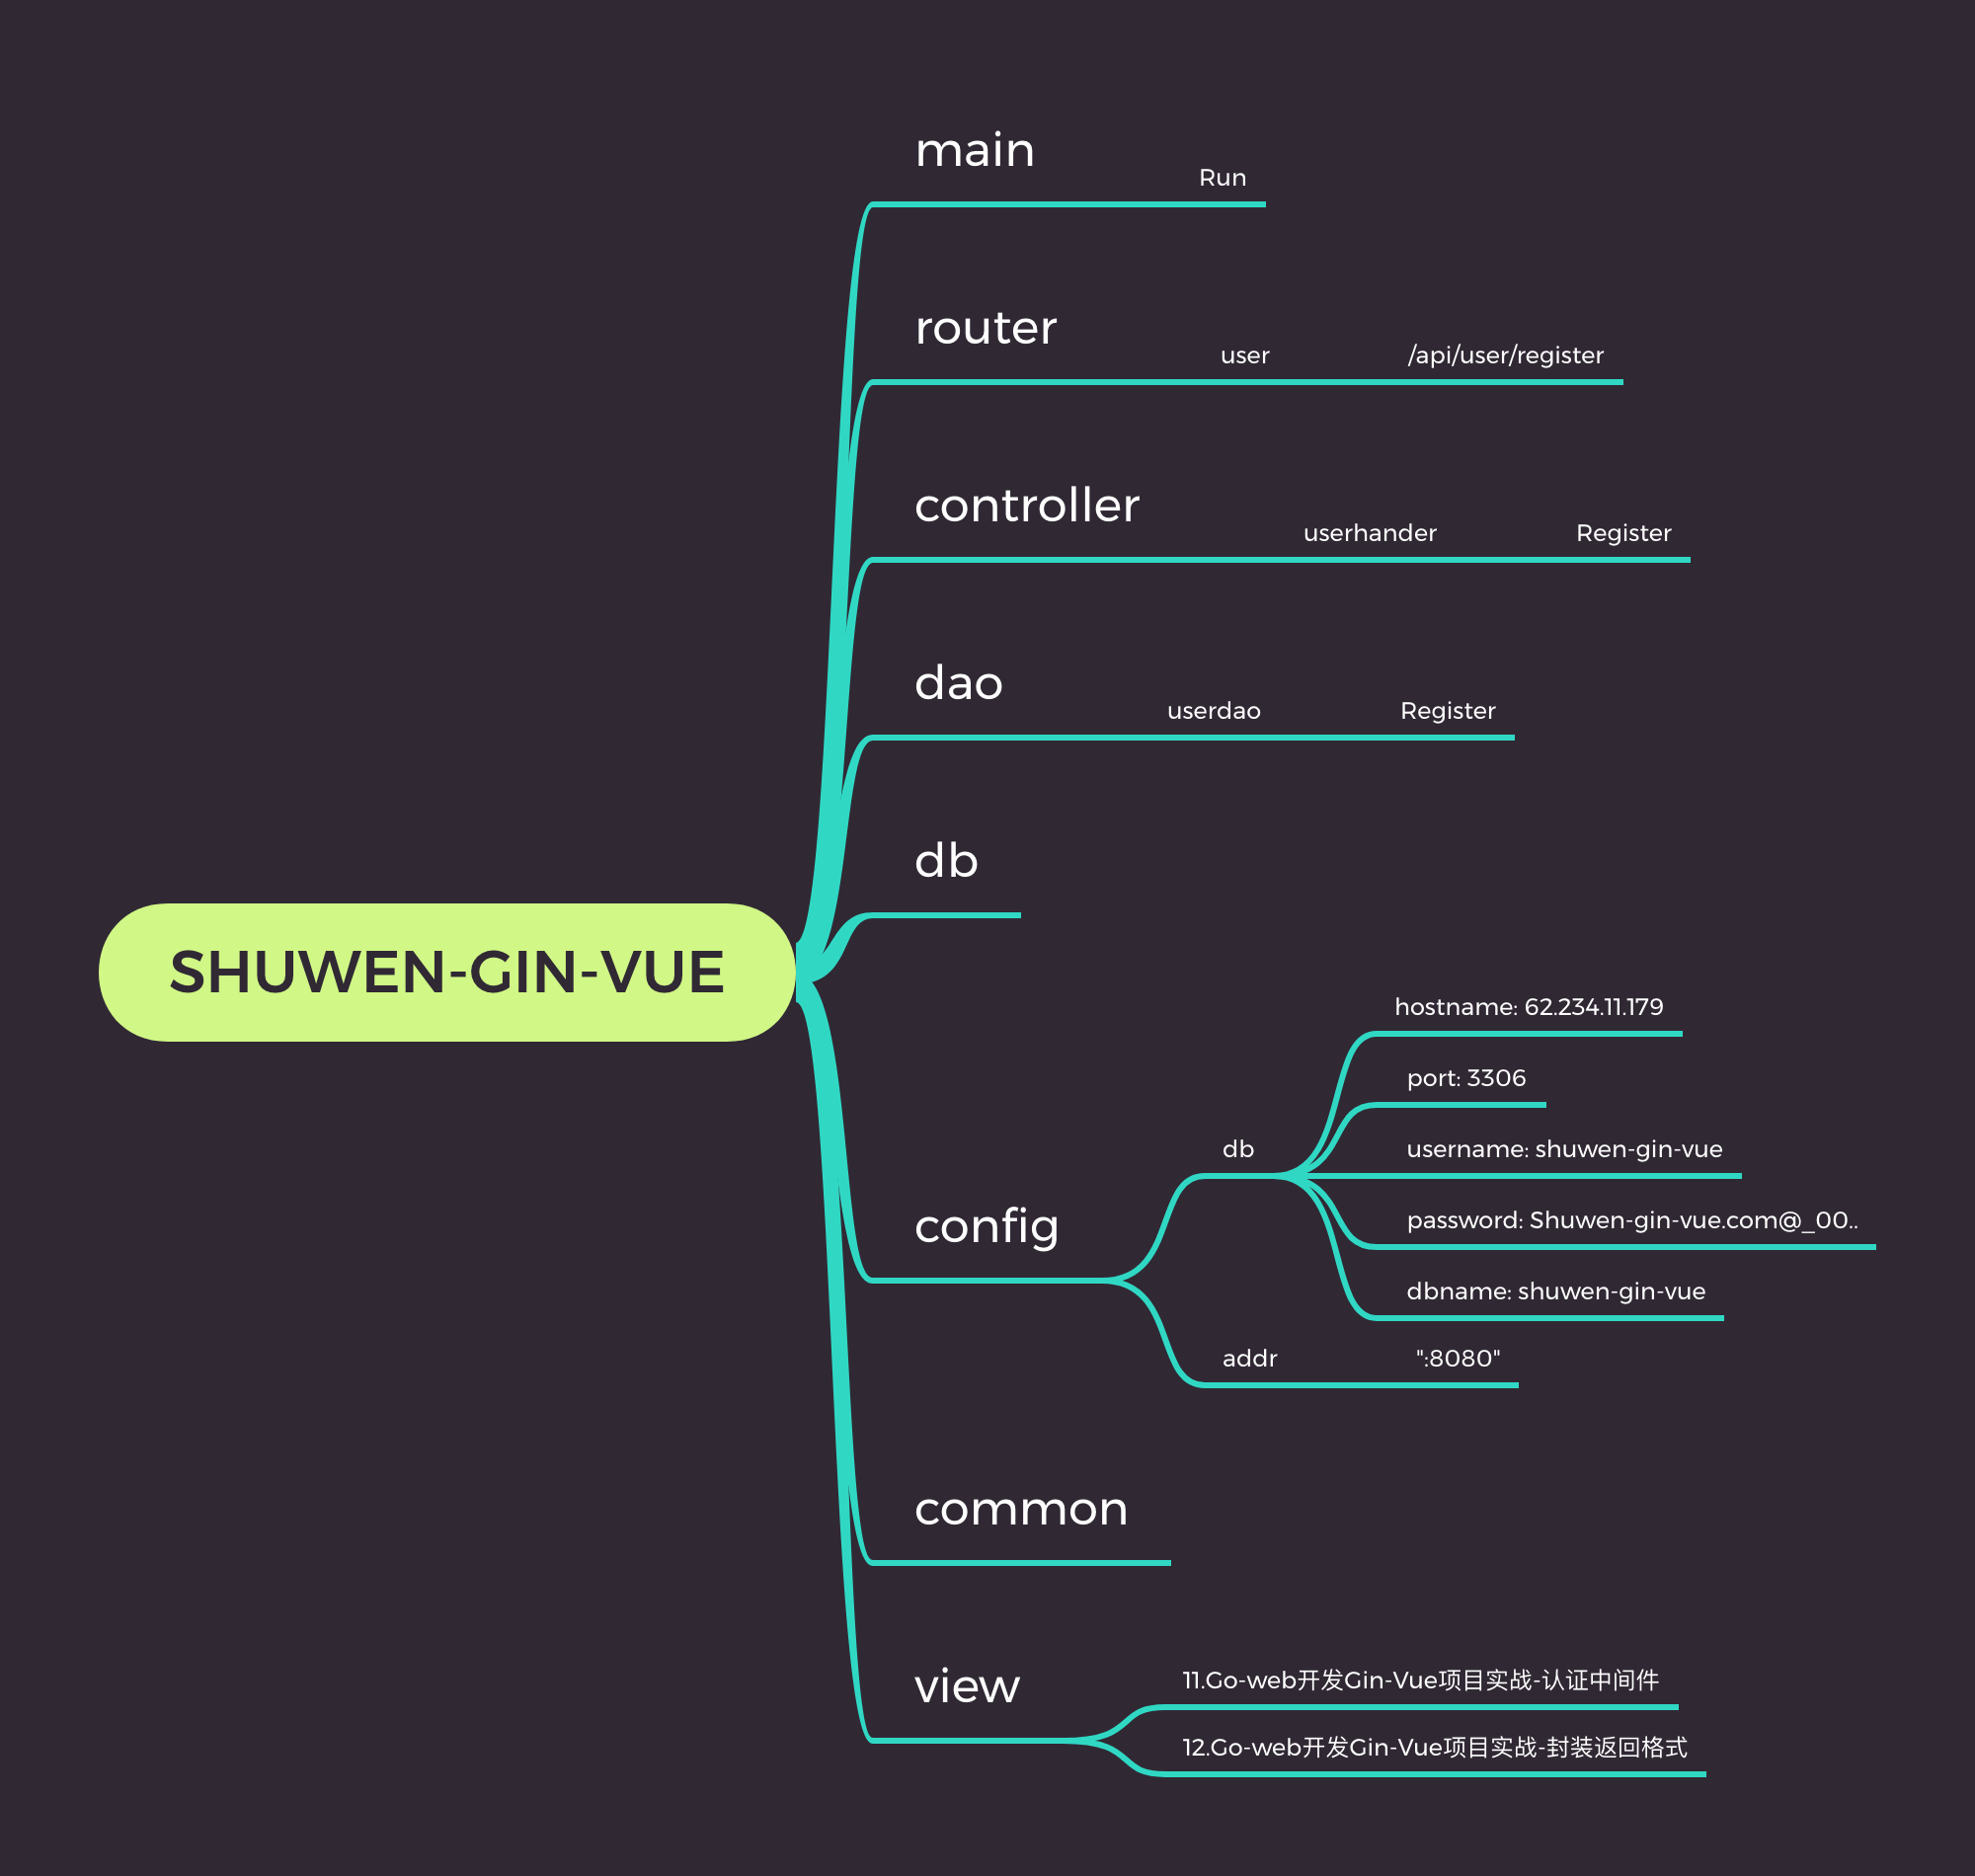 main
Run
router
user
/api/user/register
controller
userhander
Register
dao
userdao
Register
db
SHUWEN-GIN-VUE
config
db
hostname: 62.234.11.179
port: 3306
username: shuwen-gin-vue
password: Shuwen-gin-vue.com@_00..
dbname: shuwen-gin-vue
addr
":8080"
common
view
11.Go-web开发Gin-Vue项目实战-认证中间件
12.Go-web开发Gin-Vue项目实战-封装返回格式